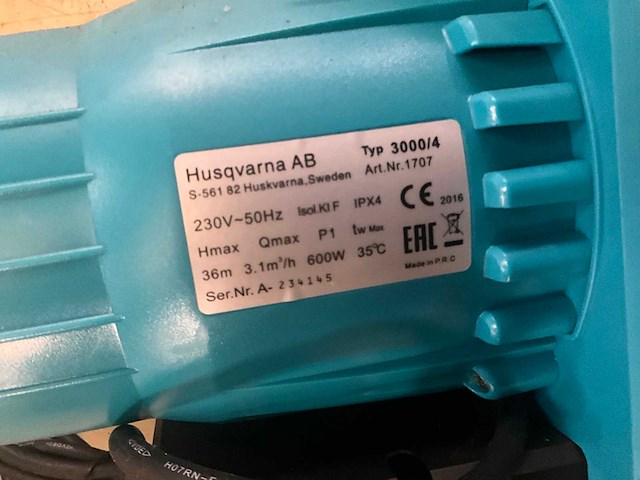 Husqvarna AB Typ 3000/4
S-561 82 Huskvarna,Sweden Art.Nr.1707
230V~50Hz Isol.Kl F IPX4 CE 2016
Hmax Qmax P1 tw Max EAC
36m 3.1m³/h 600W 35°C
Ser.Nr. A- 234145 Made in P.R.C
H07RN-F